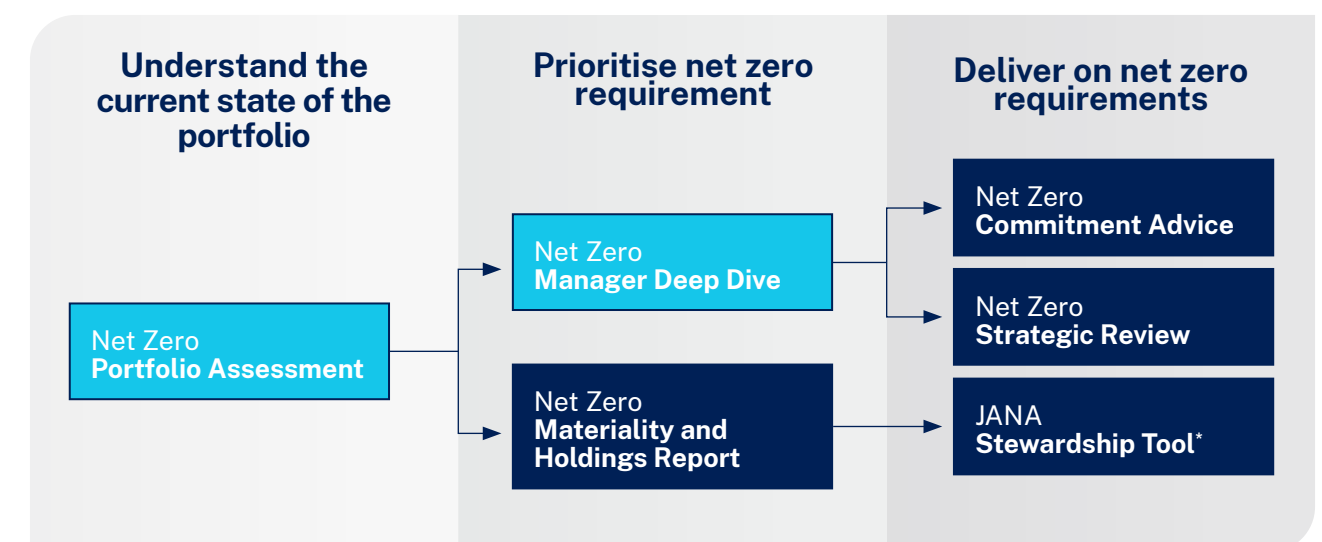 Understand the
current state of the
portfolio
Prioritise net zero
requirement
Deliver on net zero
requirements
Net Zero
Portfolio Assessment
Net Zero
Manager Deep Dive
Net Zero
Materiality and
Holdings Report
Net Zero
Commitment Advice
Net Zero
Strategic Review
JANA
Stewardship Tool*